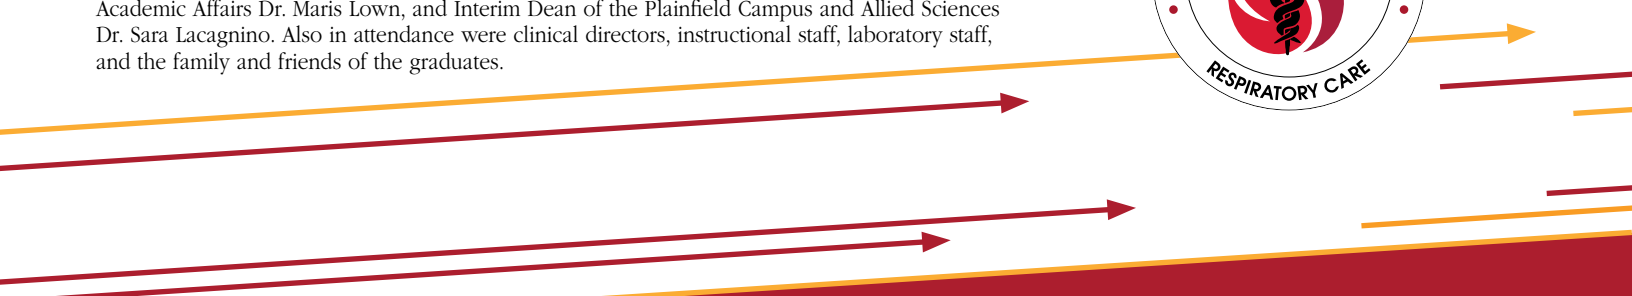 Academic Affairs Dr. Maris Lown, and Interim Dean of the Plainfield Campus and Allied Sciences
Dr. Sara Lacagnino. Also in attendance were clinical directors, instructional staff, laboratory staff,
and the family and friends of the graduates.
RESPIRATORY CARE